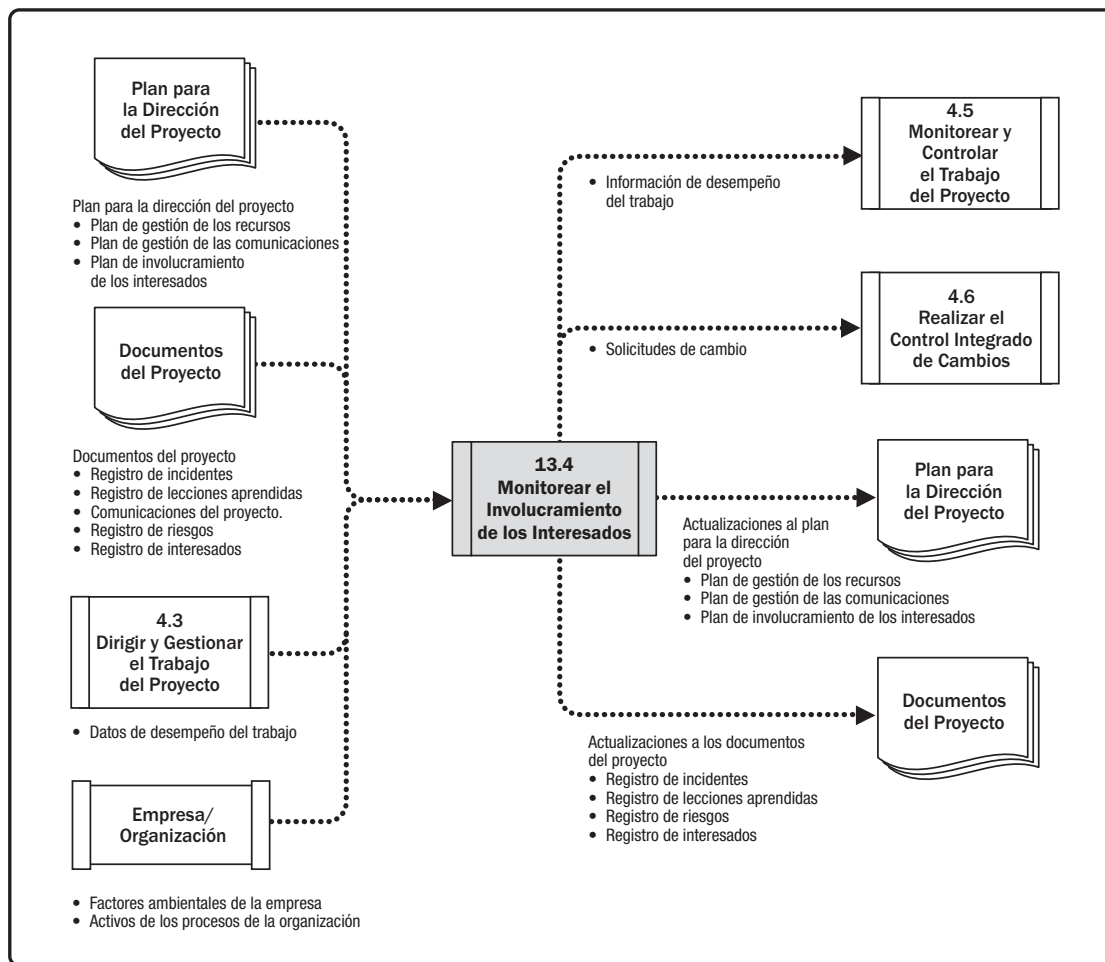 Plan para
la Dirección
del Proyecto
Plan para la dirección del proyecto
• Plan de gestión de los recursos
• Plan de gestión de las comunicaciones
• Plan de involucramiento
de los interesados
Documentos
del Proyecto
Documentos del proyecto
• Registro de incidentes
• Registro de lecciones aprendidas
• Comunicaciones del proyecto.
• Registro de riesgos
• Registro de interesados
4.3
Dirigir y Gestionar
el Trabajo
del Proyecto
• Datos de desempeño del trabajo
Empresa/
Organización
• Factores ambientales de la empresa
• Activos de los procesos de la organización
13.4
Monitorear el
Involucramiento
de los Interesados
• Información de desempeño
del trabajo
4.5
Monitorear y
Controlar
el Trabajo
del Proyecto
• Solicitudes de cambio
4.6
Realizar el
Control Integrado
de Cambios
Actualizaciones al plan
para la dirección
del proyecto
• Plan de gestión de los recursos
• Plan de gestión de las comunicaciones
• Plan de involucramiento de los interesados
Plan para
la Dirección
del Proyecto
Actualizaciones a los documentos
del proyecto
• Registro de incidentes
• Registro de lecciones aprendidas
• Registro de riesgos
• Registro de interesados
Documentos
del Proyecto